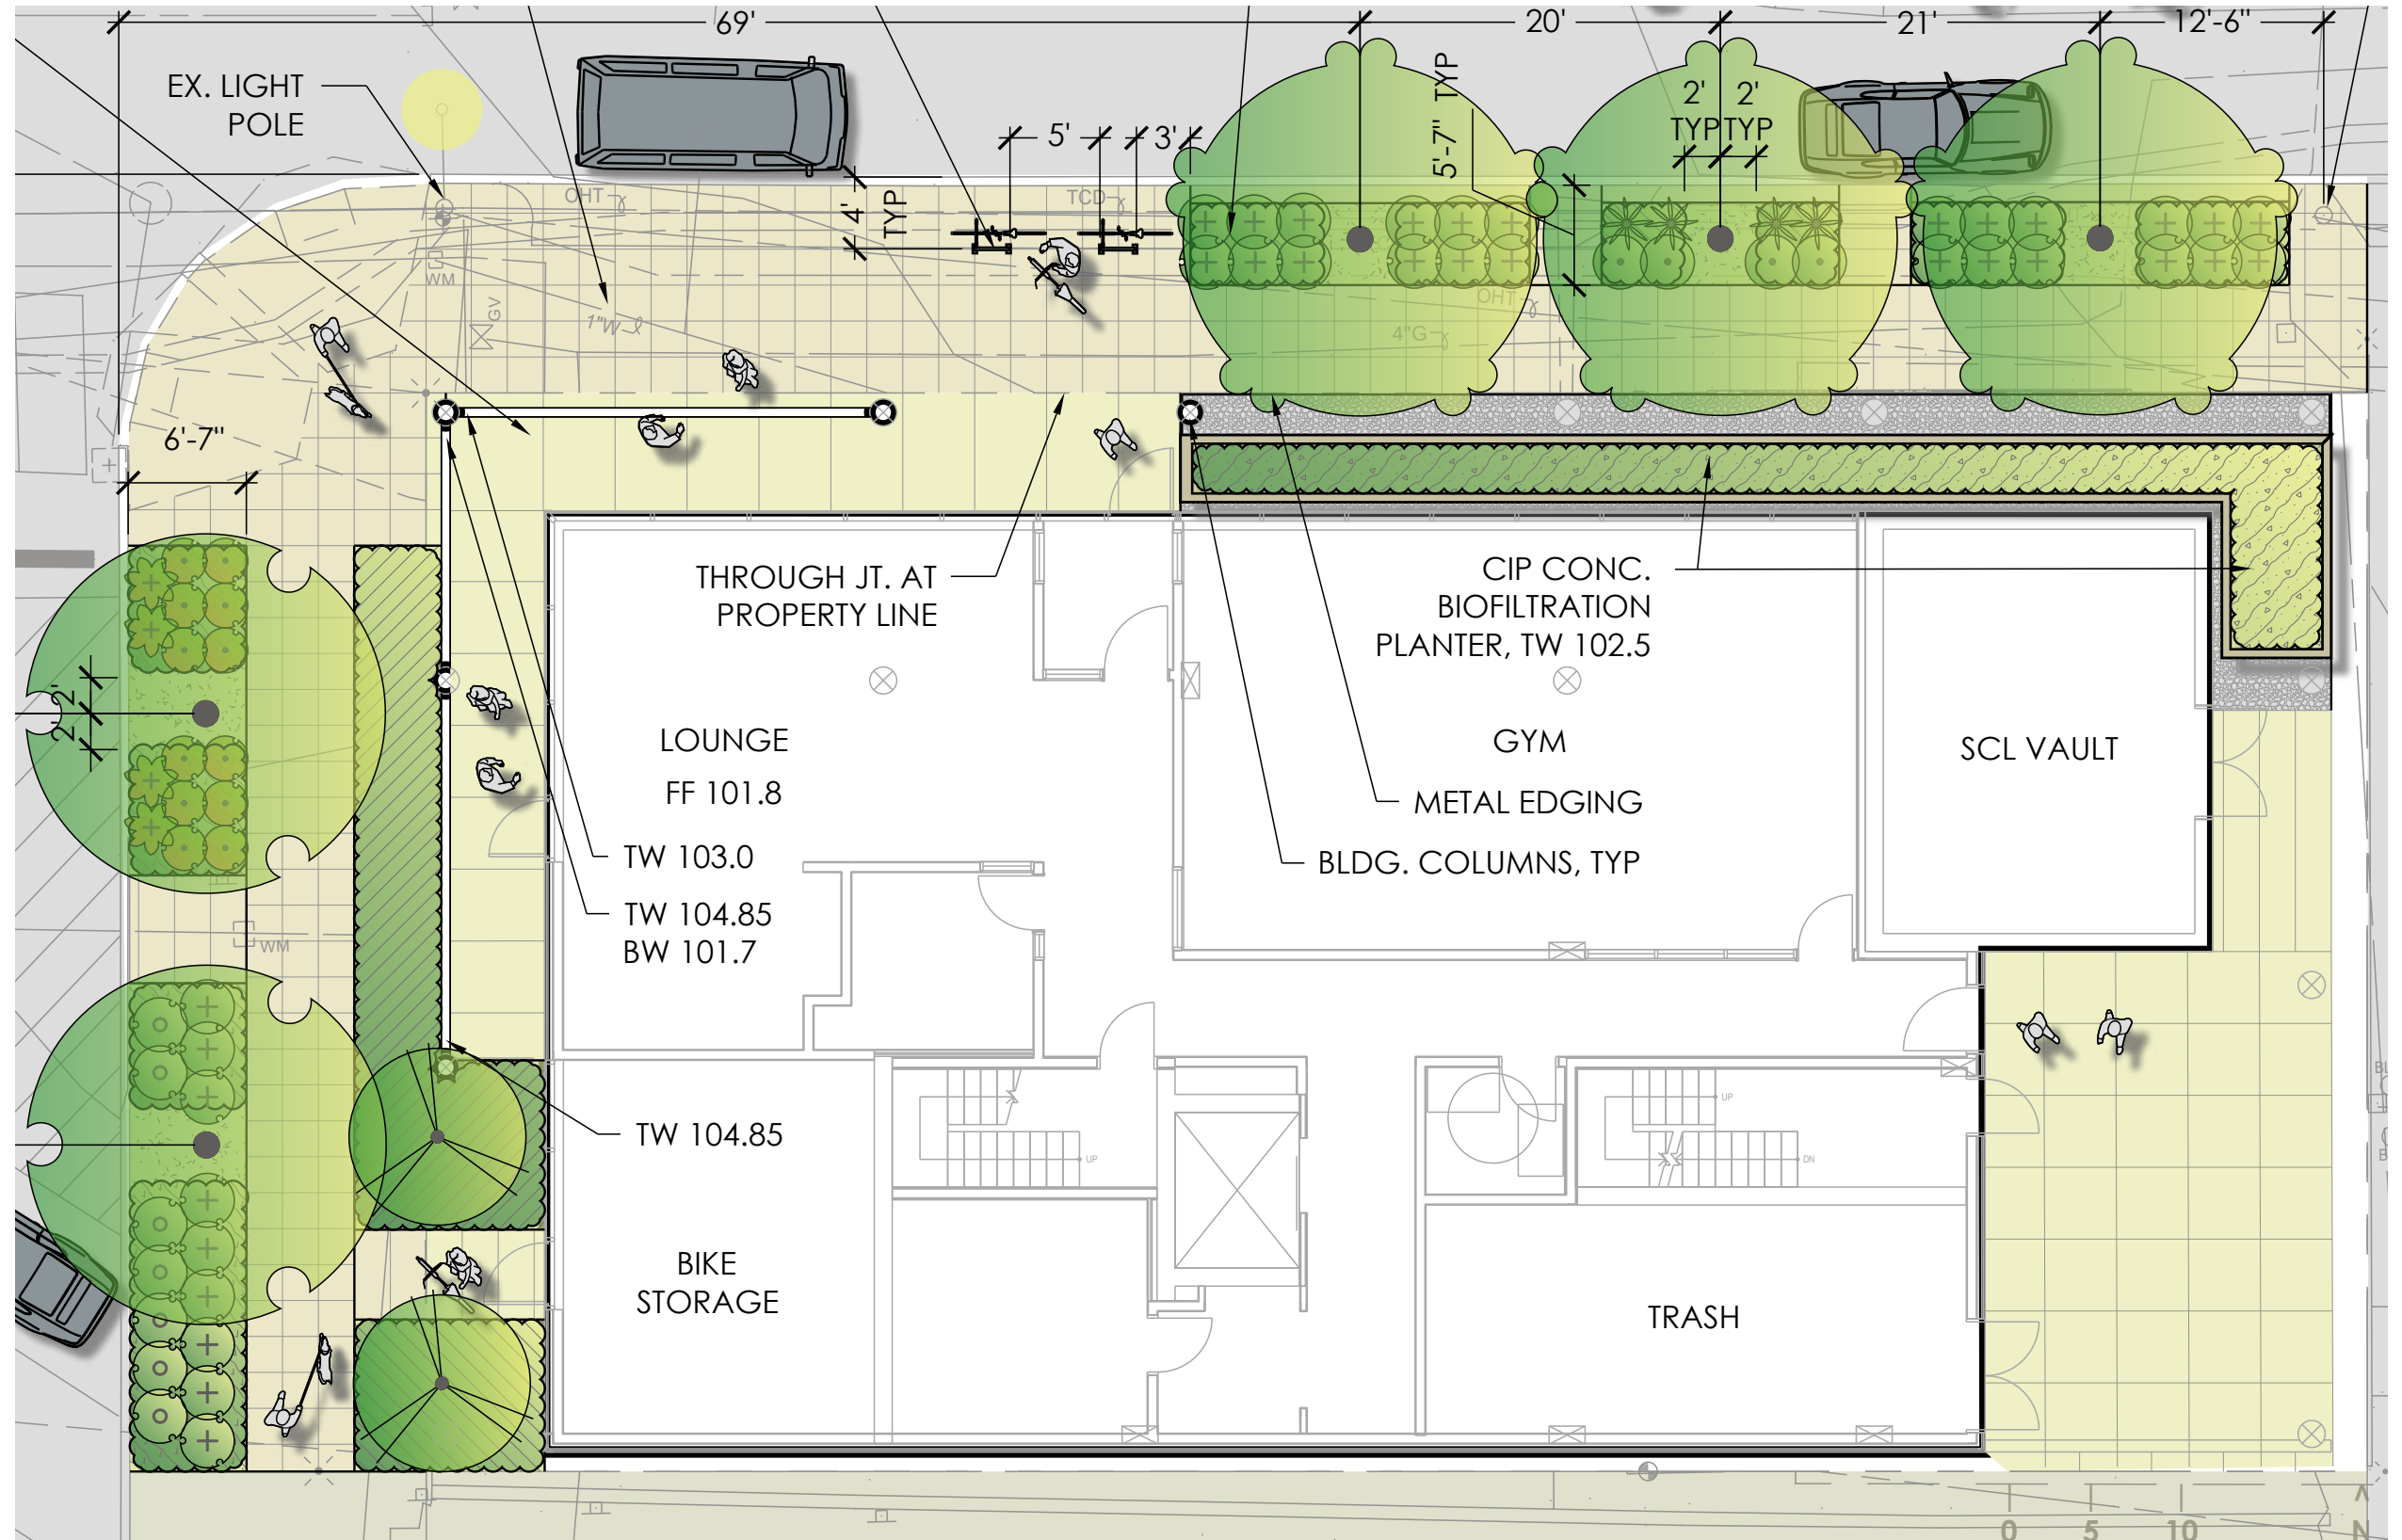 69'
20'
21'
12'-6"
EX. LIGHT
POLE
5'
3'
5'-7" TYP
2'
2'
TYP
TYP
4'
TYP
OHT
TCD
WM
GV
1"W
OHT
4"G
6'-7"
THROUGH JT. AT
PROPERTY LINE
CIP CONC.
BIOFILTRATION
PLANTER, TW 102.5
2'
2'
LOUNGE
FF 101.8
GYM
SCL VAULT
METAL EDGING
TW 103.0
BLDG. COLUMNS, TYP
TW 104.85
BW 101.7
WM
TW 104.85
UP
UP
UP
DN
BIKE
STORAGE
TRASH
0
5
10
N